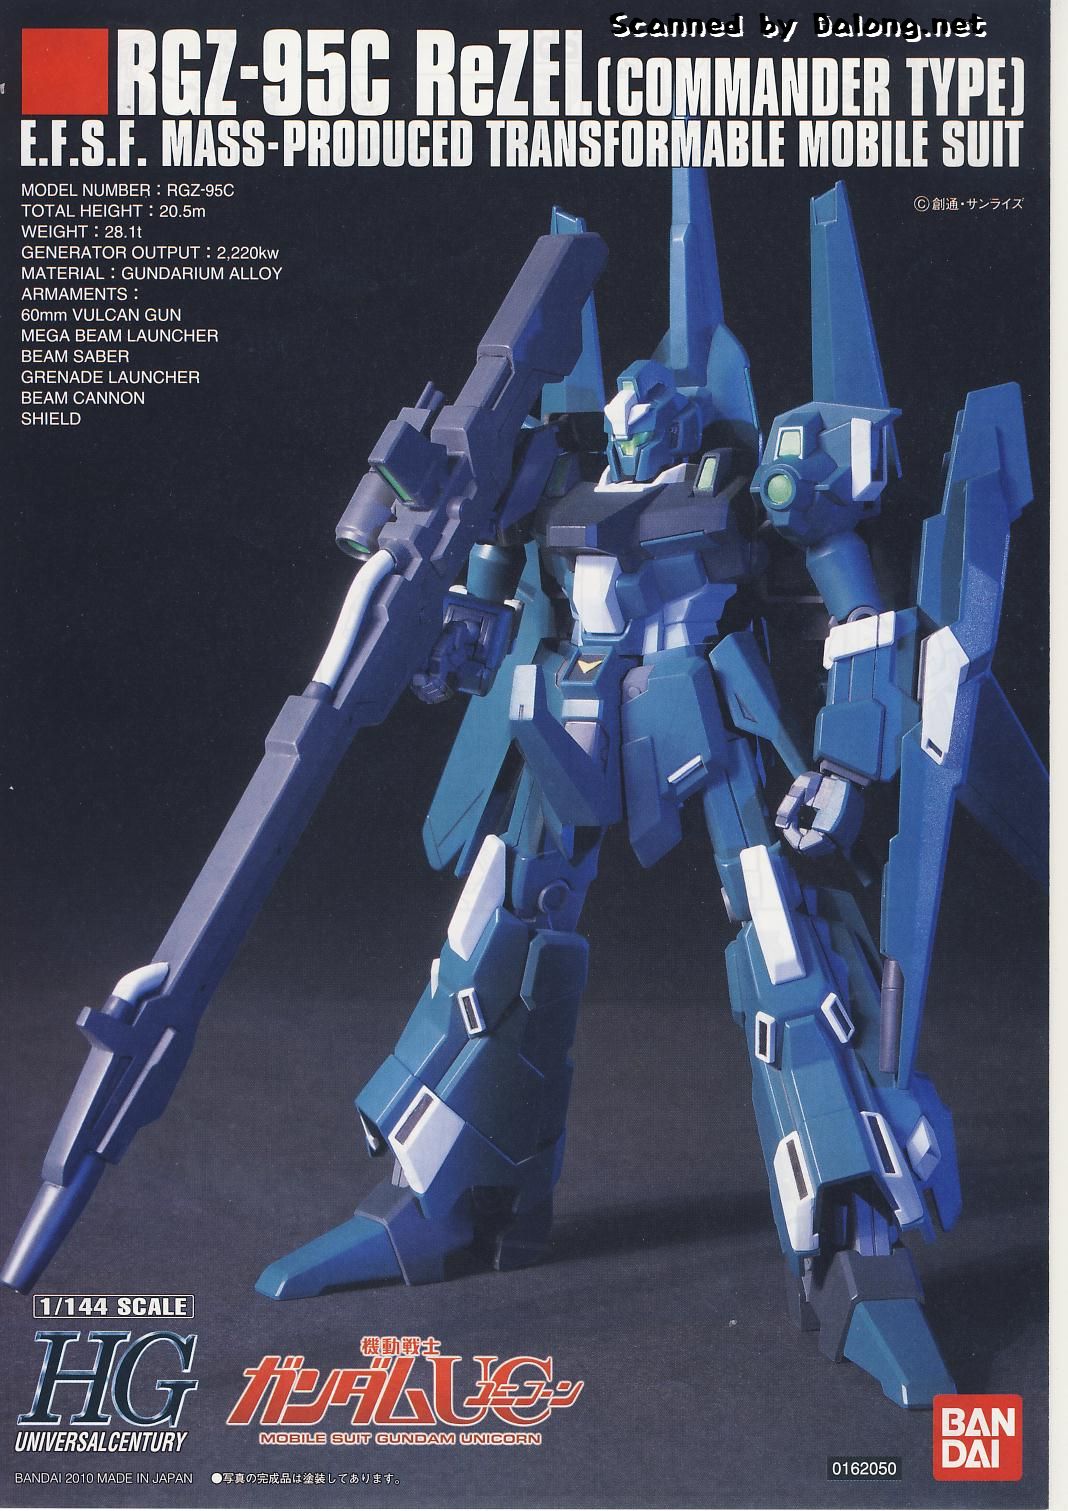 Scanned by Dalong.net
RGZ-95C ReZEL(COMMANDER TYPE)
E.F.S.F. MASS-PRODUCED TRANSFORMABLE MOBILE SUIT
MODEL NUMBER：RGZ-95C
TOTAL HEIGHT：20.5m
WEIGHT：28.1t
GENERATOR OUTPUT：2,220kw
MATERIAL：GUNDARIUM ALLOY
ARMAMENTS：
60mm VULCAN GUN
MEGA BEAM LAUNCHER
BEAM SABER
GRENADE LAUNCHER
BEAM CANNON
SHIELD
©創通・サンライズ
1/144 SCALE
HG
UNIVERSAL CENTURY
機動戦士
ガンダムUC
ユニコーン
MOBILE SUIT GUNDAM UNICORN
BAN
DAI
0162050
BANDAI 2010 MADE IN JAPAN ●写真の完成品は塗装してあります。